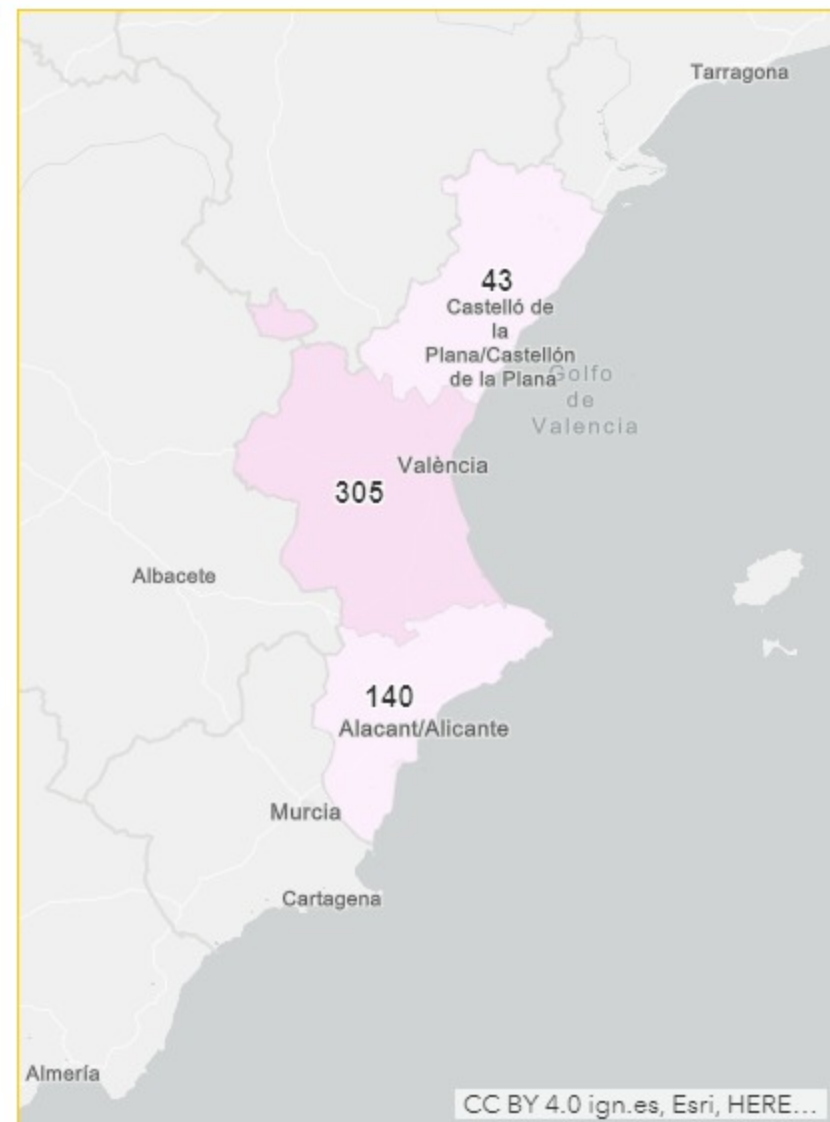 Tarragona
43
Castelló de
la
Plana/Castellón
de la Plana
Golfo
de
Valencia
València
305
Albacete
140
Alacant/Alicante
Murcia
Cartagena
Almería
CC BY 4.0 ign.es, Esri, HERE...